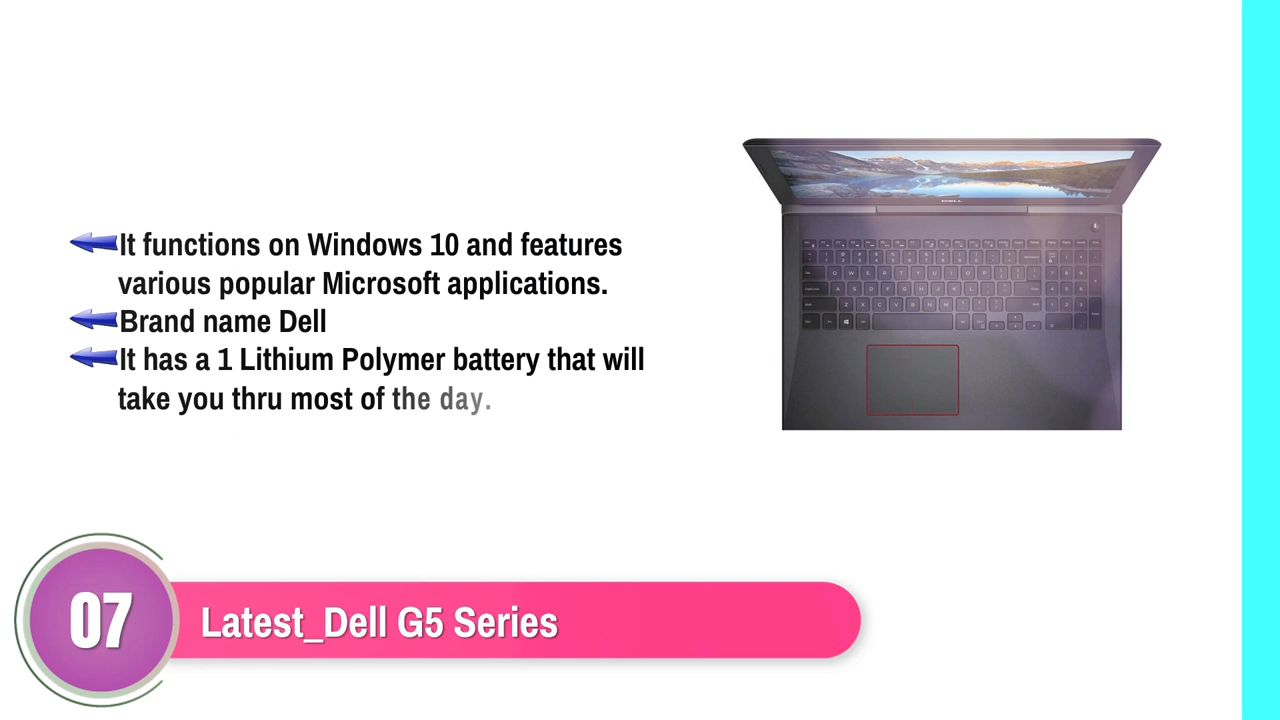 It functions on Windows 10 and features
various popular Microsoft applications.
Brand name Dell
It has a 1 Lithium Polymer battery that will
take you thru most of the day.
DELL
07
Latest_Dell G5 Series